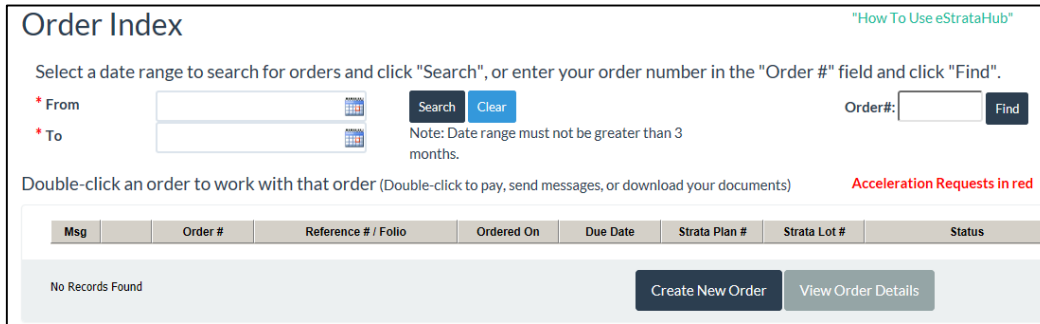 Order Index
"How To Use eStrataHub"
Select a date range to search for orders and click "Search", or enter your order number in the "Order #" field and click "Find".
* From
Search Clear
Order#:
Find
* To
Note: Date range must not be greater than 3
months.
Double-click an order to work with that order (Double-click to pay, send messages, or download your documents)
Acceleration Requests in red
Msg Order # Reference # / Folio Ordered On Due Date Strata Plan # Strata Lot # Status
No Records Found
Create New Order View Order Details